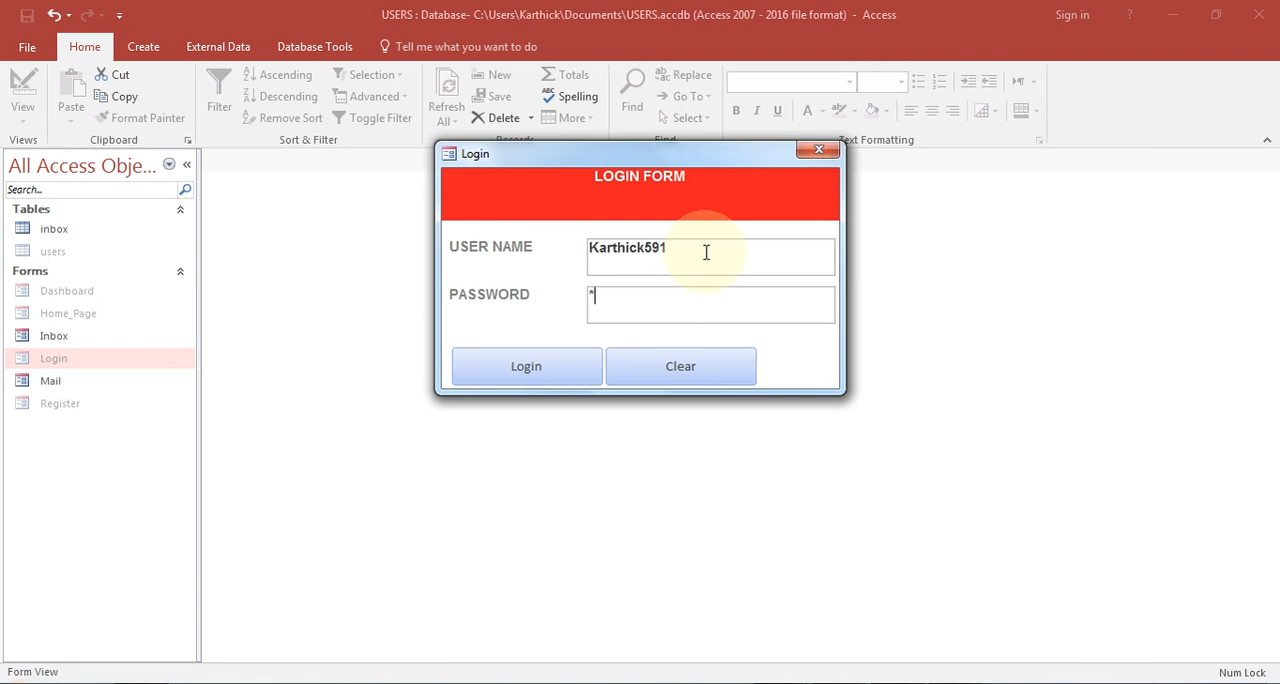 USERS : Database- C:\Users\Karthick\Documents\USERS.accdb (Access 2007 - 2016 file format) - Access
Sign in
?
File
Home
Create
External Data
Database Tools
Tell me what you want to do
View
Views
Paste
Cut
Copy
Format Painter
Clipboard
Filter
Ascending
Descending
Remove Sort
Selection
Advanced
Toggle Filter
Sort & Filter
Refresh
All
New
Save
Delete
Totals
Spelling
More
Records
Find
Replace
Go To
Select
Find
B I U
A
Text Formatting
All Access Obje...
Search...
Tables
inbox
users
Forms
Dashboard
Home_Page
Inbox
Login
Mail
Register
Login
LOGIN FORM
USER NAME
Karthick591
PASSWORD
*
Login
Clear
Form View
Num Lock